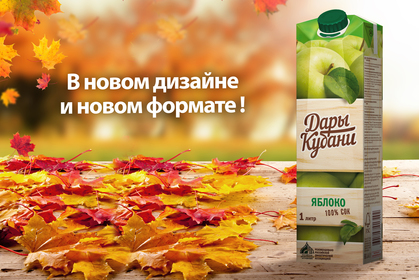 В новом дизайне
и новом формате!
Дары
Кубани
ЯБЛОКО
100% СОК
1 литр